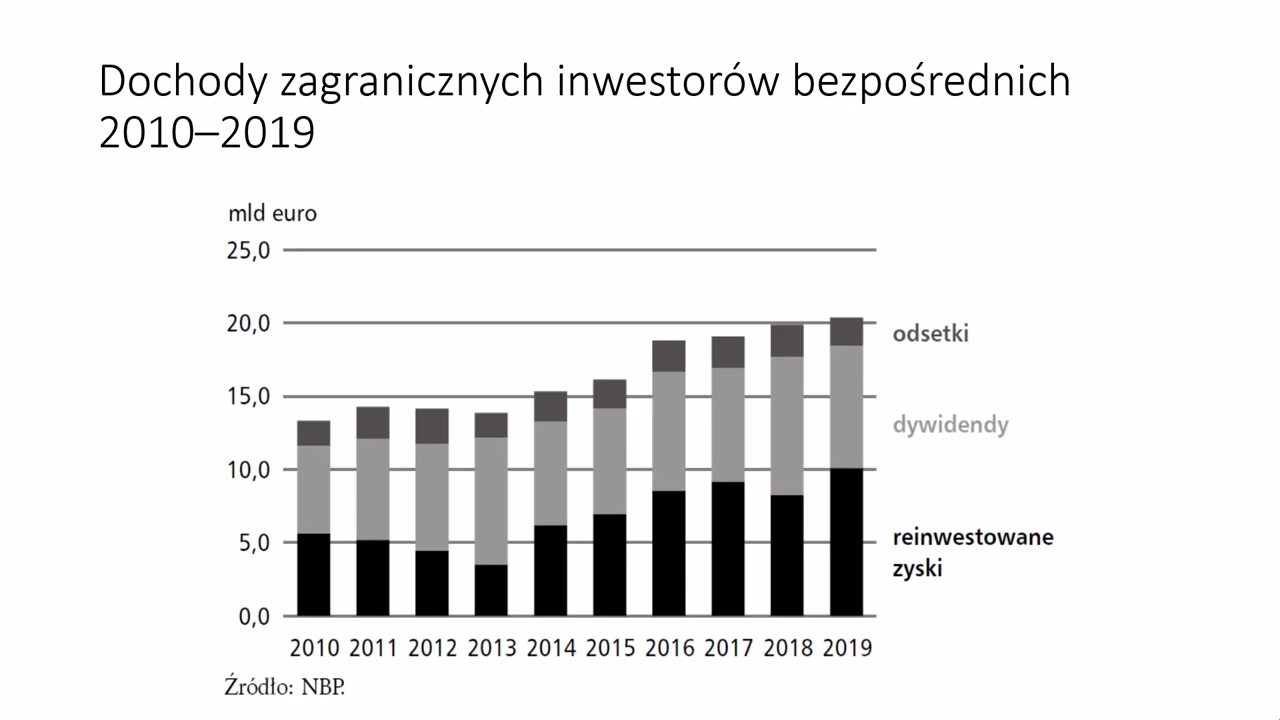 Dochody zagranicznych inwestorów bezpośrednich
2010–2019
mld euro
25,0
20,0
odsetki
15,0
dywidendy
10,0
5,0
reinwestowane
zyski
0,0
2010 2011 2012 2013 2014 2015 2016 2017 2018 2019
Źródło: NBP.